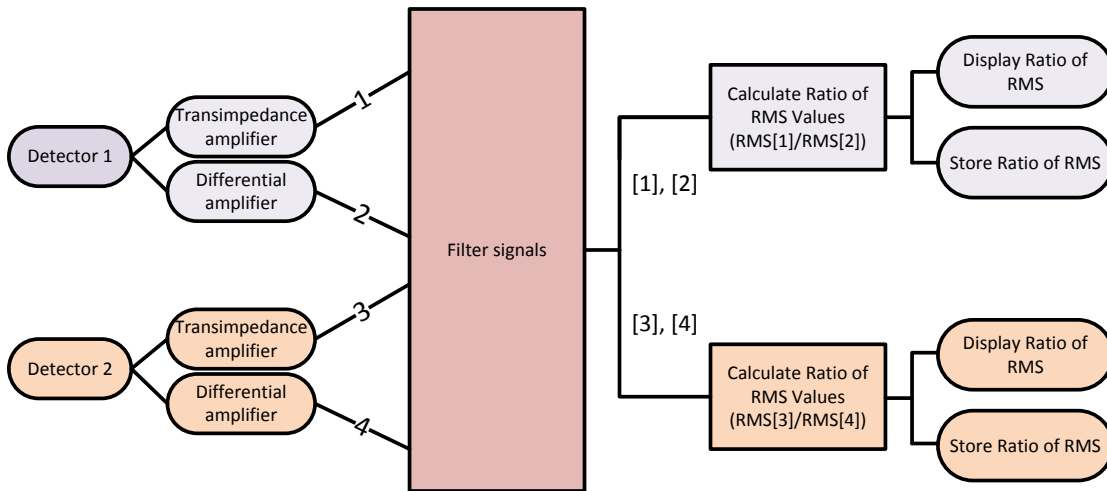 Detector 1
Transimpedance
amplifier
Differential
amplifier
1
2
Detector 2
Transimpedance
amplifier
Differential
amplifier
3
4
Filter signals
[1], [2]
[3], [4]
Calculate Ratio of
RMS Values
(RMS[1]/RMS[2])
Display Ratio of
RMS
Store Ratio of RMS
Calculate Ratio of
RMS Values
(RMS[3]/RMS[4])
Display Ratio of
RMS
Store Ratio of RMS